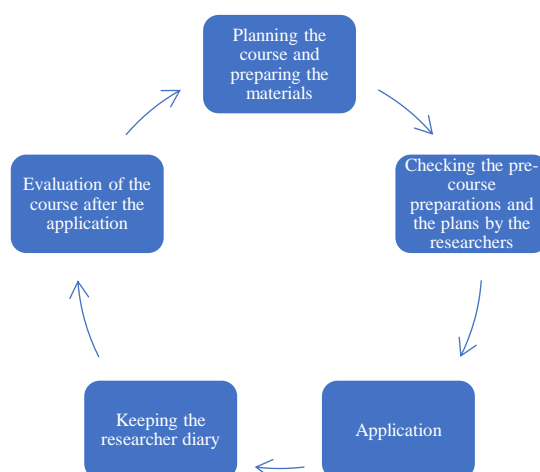 Planning the
course and
preparing the
materials
Checking the pre-
course
preparations and
the plans by the
researchers
Application
Keeping the
researcher diary
Evaluation of the
course after the
application